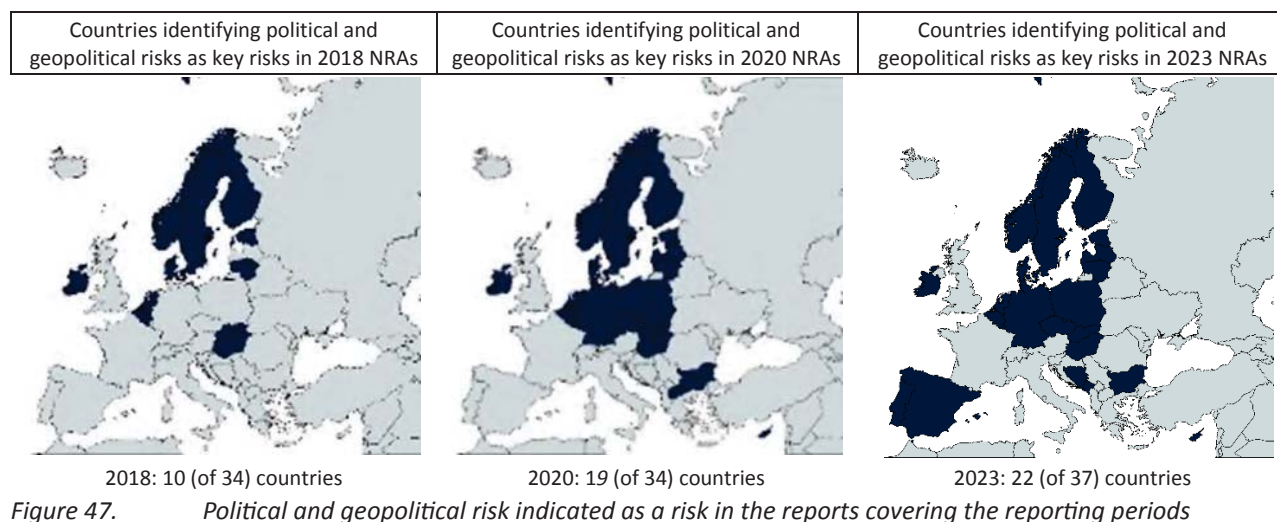 Countries identifying political and
geopolitical risks as key risks in 2018 NRAs
Countries identifying political and
geopolitical risks as key risks in 2020 NRAs
Countries identifying political and
geopolitical risks as key risks in 2023 NRAs
2018: 10 (of 34) countries
2020: 19 (of 34) countries
2023: 22 (of 37) countries
Figure 47. Political and geopolitical risk indicated as a risk in the reports covering the reporting periods